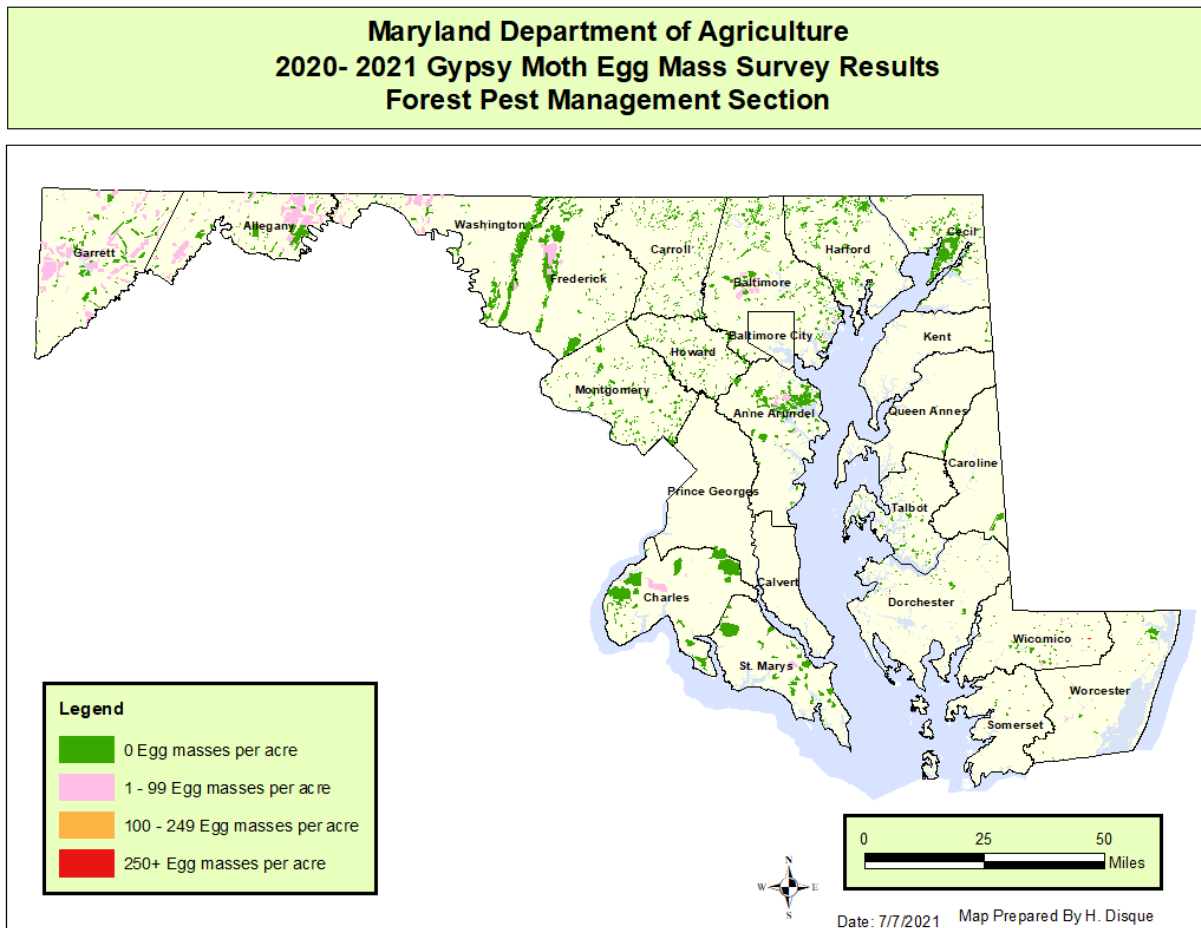 Maryland Department of Agriculture
2020- 2021 Gypsy Moth Egg Mass Survey Results
Forest Pest Management Section
Garrett
Allegany
Washington
Frederick
Carroll
Baltimore
Harford
Cecil
Baltimore City
Howard
Montgomery
Anne Arundel
Kent
Queen Annes
Caroline
Prince Georges
Talbot
Calvert
Charles
Dorchester
St. Marys
Wicomico
Worcester
Somerset
Legend
0 Egg masses per acre
1 - 99 Egg masses per acre
100 - 249 Egg masses per acre
250+ Egg masses per acre
0 25 50
Miles
N
W E
S
Date: 7/7/2021 Map Prepared By H. Disque